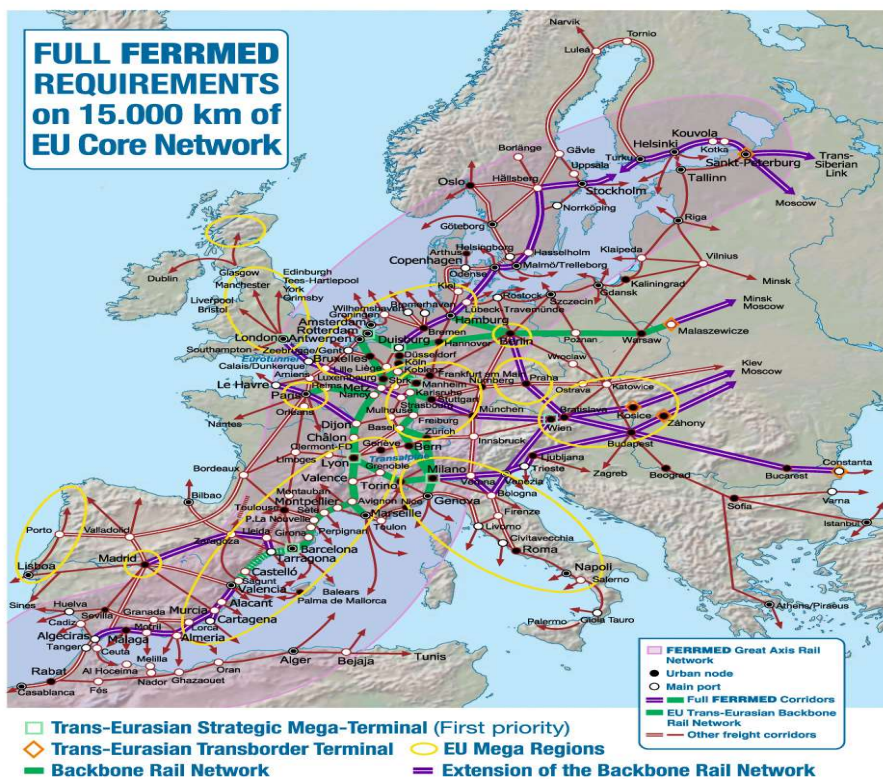 FULL FERRMED
REQUIREMENTS
on 15.000 km of
EU Core Network
Narvik
Tornio
Luleå
Borlänge
Gävle
Uppsala
Hällsberg
Oslo
Stockholm
Norrköping
Göteborg
Turku
Helsinki
Kouvola
Kotka
Sankt-Peterburg
Trans-
Siberian
Link
Moscow
Tallinn
Riga
Klaipeda
Vilnius
Kaliningrad
Minsk
Gdansk
Arthus
Helsingborg
Copenhagen
Hasselholm
Odense
Malmö/Trelleborg
Kiel
Rostock
Szczecin
Lübeck-Travemünde
Dublin
Glasgow
Manchester
Edinburgh
Tees-Hartiepool
York
Grimsby
Liverpool
Bristol
London
Southampton
Eurotunnel
Wilhemshaven
Bremerhaven
Groningen
Hamburg
Amsterdam
Rotterdam
Antwerpen
Bremen
Hannover
Berlin
Poznan
Warsaw
Malaszewicze
Minsk
Moscow
Duisburg
Zeebrugge/Gent
Bruxelles
Düsseldorf
Köln
Koblenz
Calais/Dunkerque
Lille
Liège
Amiens
Luxembourg
Frankfurt am Main
Wroclaw
Le Havre
Paris
Reims
Metz
Sbrk
Manheim
Nürnberg
Praha
Ostrava
Katowice
Kiev
Moscow
Nancy
Karlsruhe
Strasbourg
Stuttgart
Orléans
Mulhouse
Freiburg
München
Wien
Bratislava
Kosice
Záhony
Nantes
Dijon
Basel
Zürich
Budapest
Châlon
Genève
Bern
Innsbruck
Clermont-FD
Limoges
Transalpine
Ljubljana
Lyon
Grenoble
Milano
Trieste
Constanta
Bordeaux
Valence
Torino
Verona
Venezia
Zagreb
Beograd
Bucarest
Varna
Bologna
Bilbao
Montauban
Toulouse
Montpellier
Sète
Avignon
Nice
Genova
Firenze
Sofia
Istanbul
Marseille
Toulon
Livorno
P.La Nouvelle
Perpignan
Porto
Valladolid
Zaragoza
Lleida
Girona
Civitavecchia
Roma
Barcelona
Tarragona
Madrid
Lisboa
Castelló
Napoli
Salerno
Sagunt
Valencia
Balears
Palma de Mallorca
Alacant
Sines
Huelva
Cadiz
Sevilla
Granada
Murcia
Cartagena
Palermo
Gioia Tauro
Athens/Piraeus
Algeciras
Málaga
Motril
Lorca
Almeria
Tanger
Ceuta
Melilla
Alger
Bejaja
Tunis
Rabat
Al Hoceima
Oran
Casablanca
Fés
Nador
Ghazaouet
FERRMED Great Axis Rail
Network
Urban node
Main port
Full FERRMED Corridors
EU Trans-Eurasian Backbone
Rail Network
Other freight corridors
Trans-Eurasian Strategic Mega-Terminal (First priority)
Trans-Eurasian Transborder Terminal
EU Mega Regions
Backbone Rail Network
Extension of the Backbone Rail Network